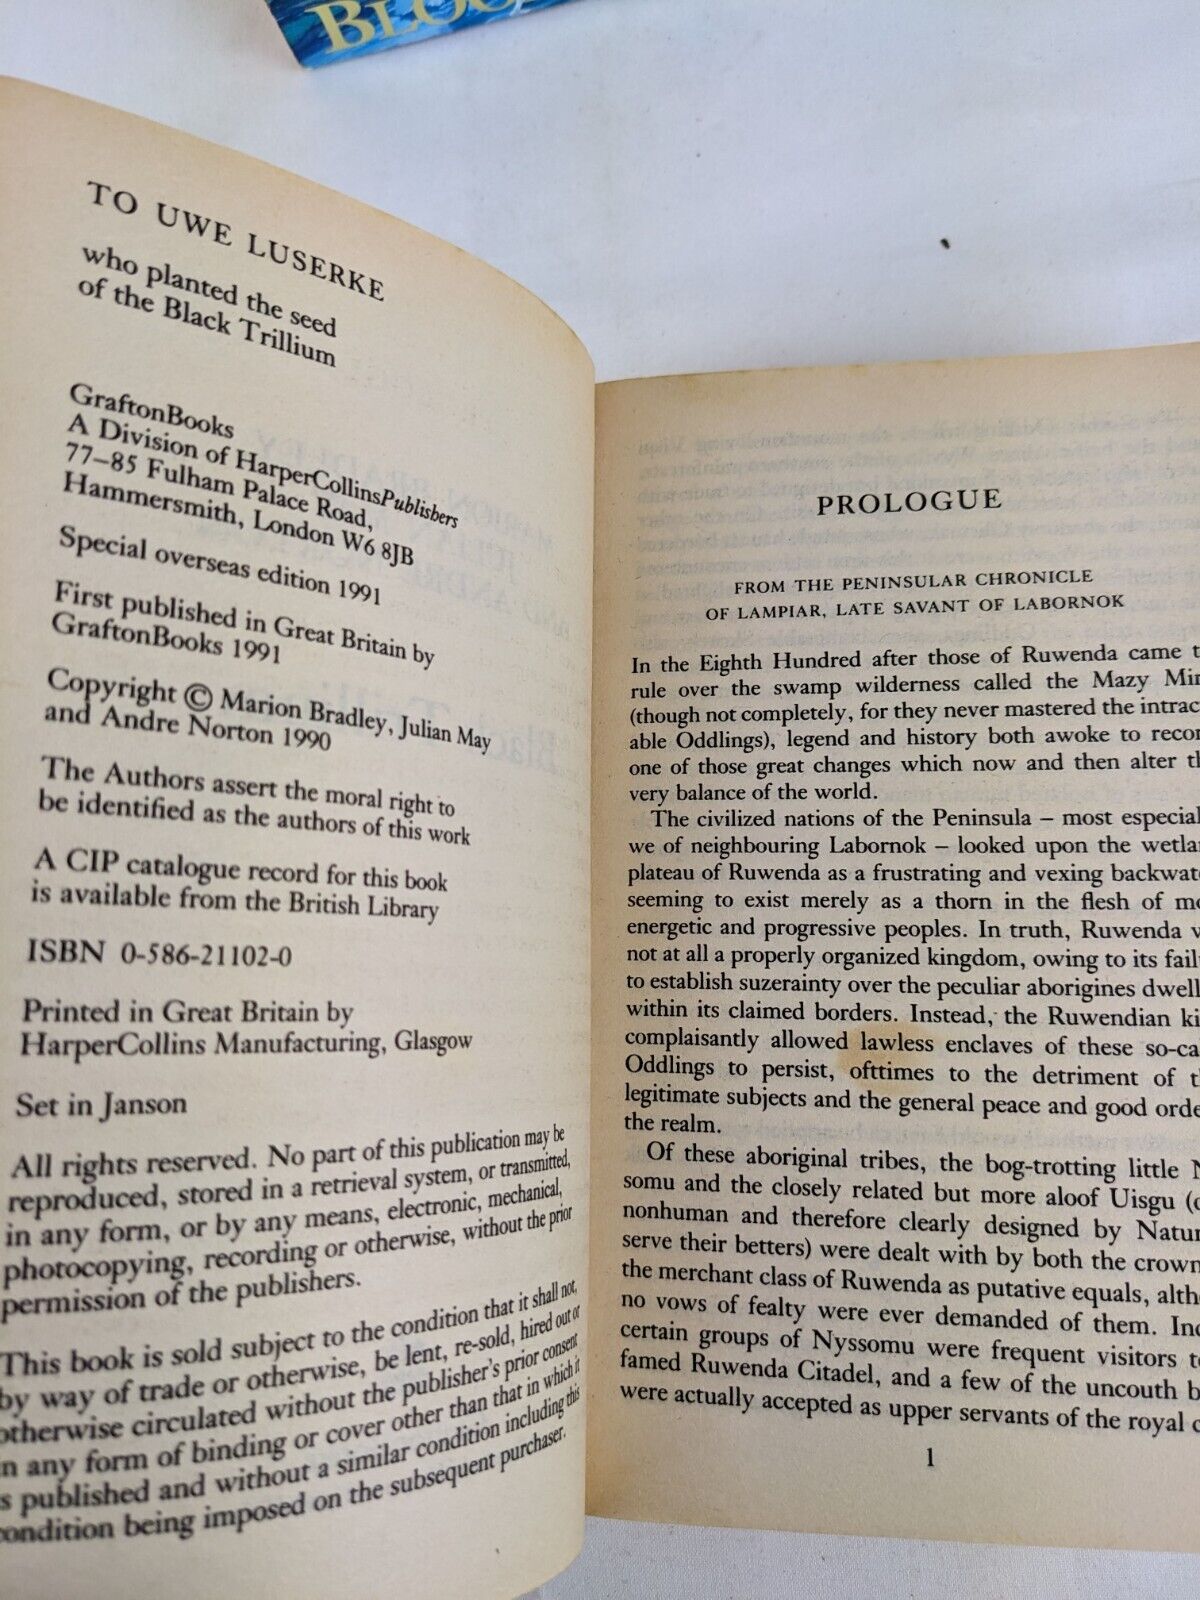 BLOO
TO UWE LUSERKE
who planted the seed
of the Black Trillium
GraftonBooks
A Division of HarperCollinsPublishers
77–85 Fulham Palace Road,
Hammersmith, London W6 8JB
Special overseas edition 1991
First published in Great Britain by
GraftonBooks 1991
Copyright © Marion Bradley, Julian May
and Andre Norton 1990
The Authors assert the moral right to
be identified as the authors of this work
A CIP catalogue record for this book
is available from the British Library
ISBN 0-586-21102-0
Printed in Great Britain by
HarperCollins Manufacturing, Glasgow
Set in Janson
All rights reserved. No part of this publication may be
reproduced, stored in a retrieval system, or transmitted,
in any form, or by any means, electronic, mechanical,
photocopying, recording or otherwise, without the prior
permission of the publishers.
This book is sold subject to the condition that it shall not,
by way of trade or otherwise, be lent, re-sold, hired out or
otherwise circulated without the publisher's prior consent
n any form of binding or cover other than that in which it
s published and without a similar condition including this
condition being imposed on the subsequent purchaser.
PROLOGUE
FROM THE PENINSULAR CHRONICLE
OF LAMPIAR, LATE SAVANT OF LABORNOK
In the Eighth Hundred after those of Ruwenda came t
rule over the swamp wilderness called the Mazy Mir
(though not completely, for they never mastered the intrac
able Oddlings), legend and history both awoke to recor
one of those great changes which now and then alter th
very balance of the world.
The civilized nations of the Peninsula – most especial
we of neighbouring Labornok – looked upon the wetlan
plateau of Ruwenda as a frustrating and vexing backwate
seeming to exist merely as a thorn in the flesh of mo
energetic and progressive peoples. In truth, Ruwenda w
not at all a properly organized kingdom, owing to its failu
to establish suzerainty over the peculiar aborigines dwell
within its claimed borders. Instead, the Ruwendian ki
complaisantly allowed lawless enclaves of these so-ca
Oddlings to persist, ofttimes to the detriment of th
legitimate subjects and the general peace and good orde
the realm.
Of these aboriginal tribes, the bog-trotting little N
somu and the closely related but more aloof Uisgu (
nonhuman and therefore clearly designed by Natur
serve their betters) were dealt with by both the crown
the merchant class of Ruwenda as putative equals, alth
no vows of fealty were ever demanded of them. Ind
certain groups of Nyssomu were frequent visitors t
famed Ruwenda Citadel, and a few of the uncouth b
were actually accepted as upper servants of the royal c
1